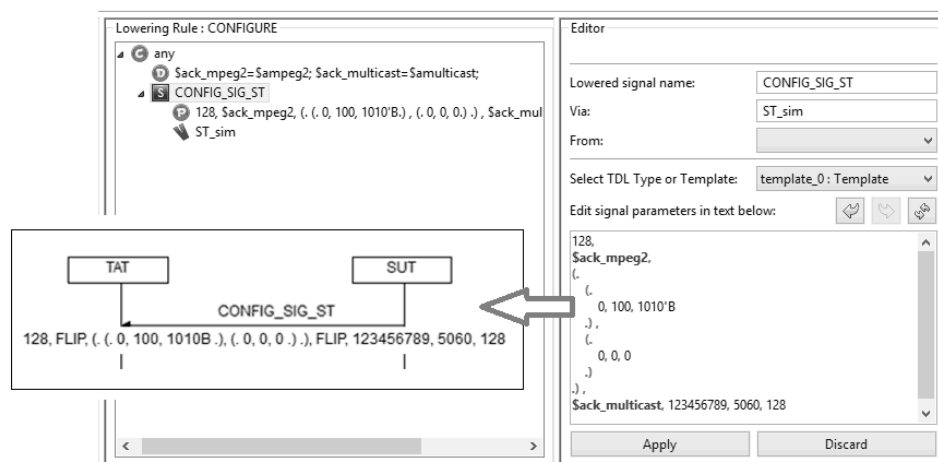 Lowering Rule : CONFIGURE
C any
D $ack_mpeg2=$ampeg2; $ack_multicast=$amulticast;
S CONFIG_SIG_ST
P 128, $ack_mpeg2, (. (. 0, 100, 1010'B.) , (. 0, 0, 0.) .) , $ack_mul
ST_sim
TAT
SUT
CONFIG_SIG_ST
128, FLIP, (. (. 0, 100, 1010B .), (. 0, 0, 0 .) .), FLIP, 123456789, 5060, 128
Editor
Lowered signal name: CONFIG_SIG_ST
Via: ST_sim
From:
Select TDL Type or Template: template_0 : Template
Edit signal parameters in text below:
128,
$ack_mpeg2,
(.
(.
0, 100, 1010'B
.) ,
(.
0, 0, 0
.)
.) ,
$ack_multicast, 123456789, 5060, 128
Apply Discard